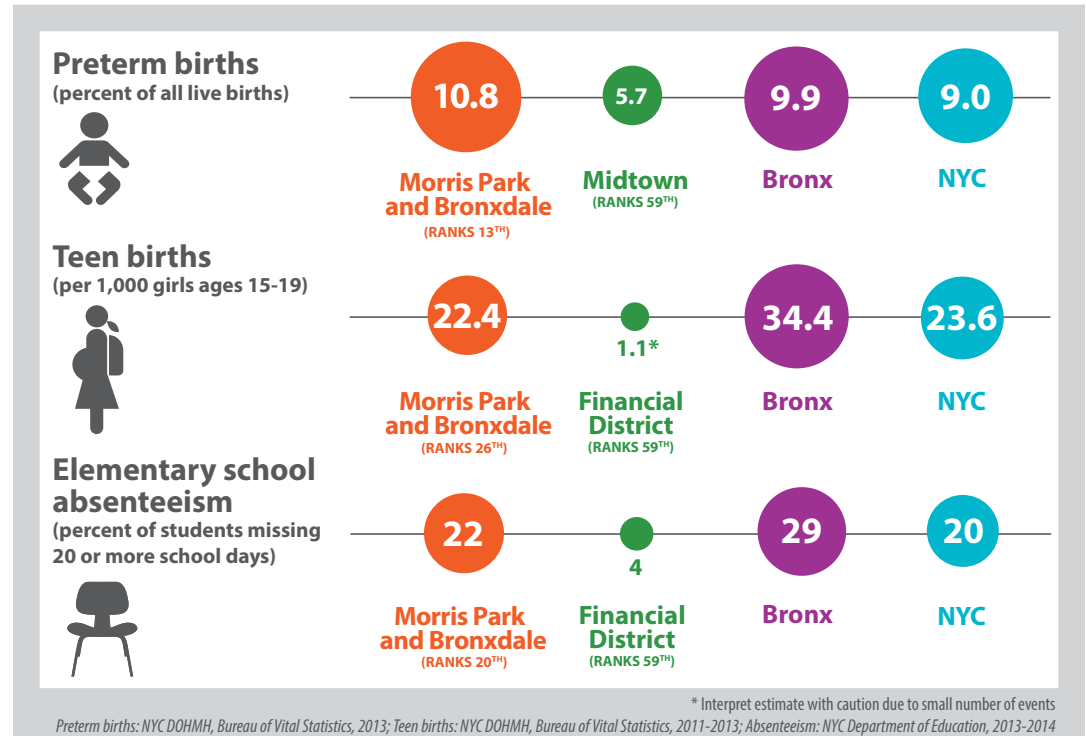 Preterm births
(percent of all live births)
10.8
5.7
9.9
9.0
Morris Park
and Bronxdale
(RANKS 13TH)
Midtown
(RANKS 59TH)
Bronx
NYC
Teen births
(per 1,000 girls ages 15-19)
22.4
1.1*
34.4
23.6
Morris Park
and Bronxdale
(RANKS 26TH)
Financial
District
(RANKS 59TH)
Bronx
NYC
Elementary school
absenteeism
(percent of students missing
20 or more school days)
22
4
29
20
Morris Park
and Bronxdale
(RANKS 20TH)
Financial
District
(RANKS 59TH)
Bronx
NYC
* Interpret estimate with caution due to small number of events
Preterm births: NYC DOHMH, Bureau of Vital Statistics, 2013; Teen births: NYC DOHMH, Bureau of Vital Statistics, 2011-2013; Absenteeism: NYC Department of Education, 2013-2014